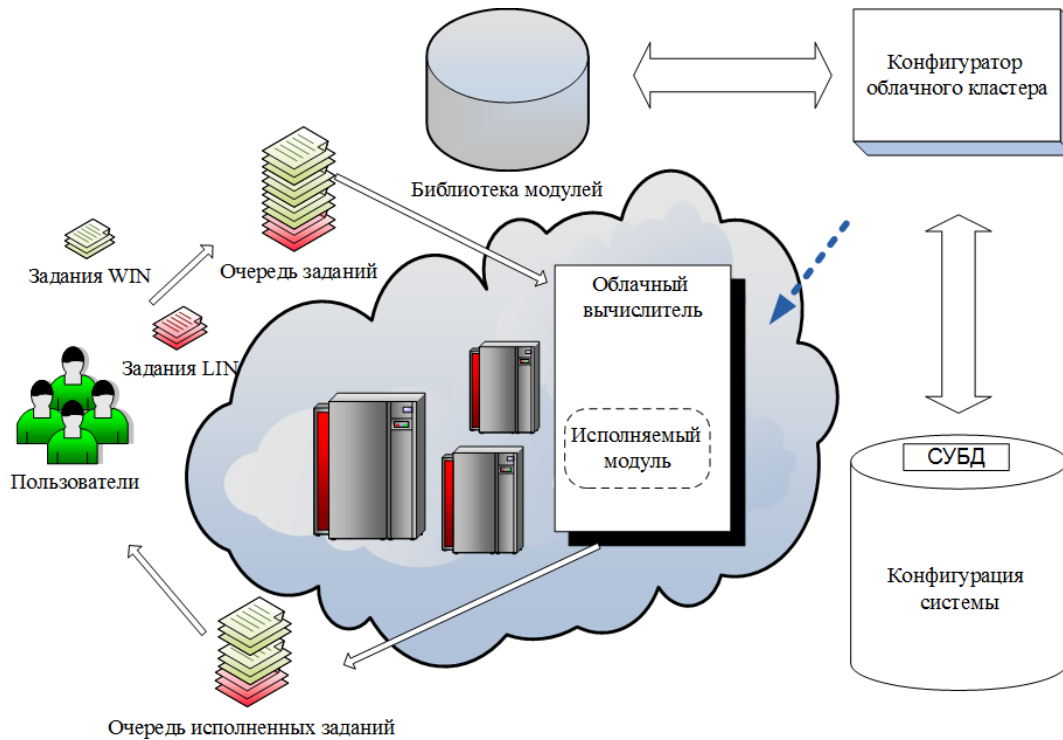 Конфигуратор
облачного кластера
Библиотека модулей
Задания WIN
Очередь заданий
Облачный
вычислитель
Задания LIN
Исполняемый
модуль
СУБД
Пользователи
Конфигурация
системы
Очередь исполненных заданий